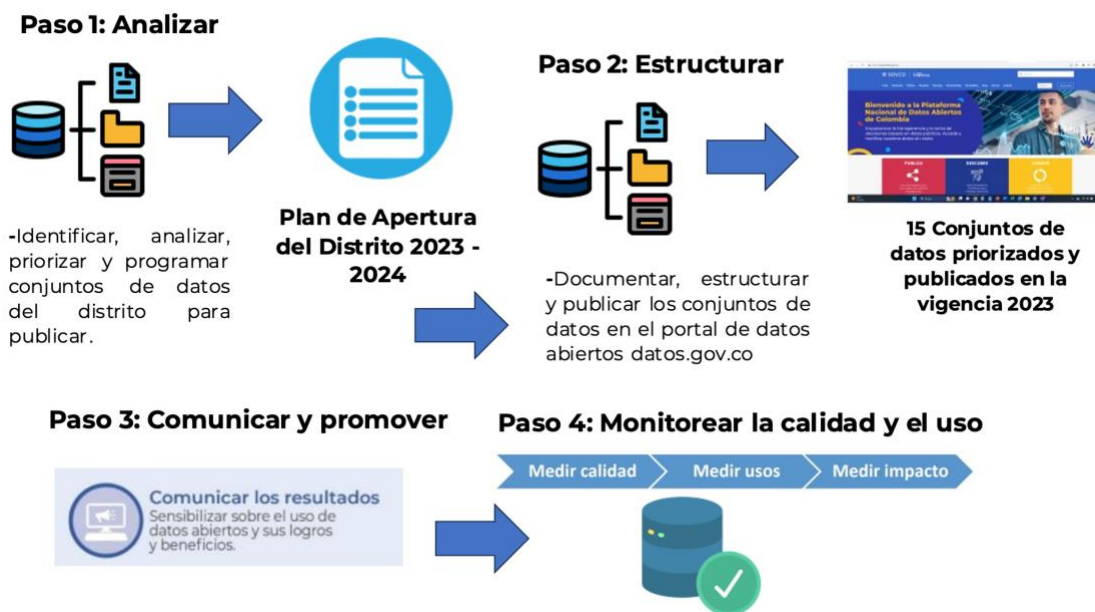 Paso 1: Analizar
-Identificar, analizar,
priorizar y programar
conjuntos de datos
del distrito para
publicar.
Plan de Apertura
del Distrito 2023 -
2024
Paso 2: Estructurar
-Documentar, estructurar
y publicar los conjuntos de
datos en el portal de datos
abiertos datos.gov.co
Bienvenido a la Plataforma
Nacional de Datos Abiertos
de Colombia
15 Conjuntos de
datos priorizados y
publicados en la
vigencia 2023
Paso 3: Comunicar y promover
Comunicar los resultados
Sensibilizar sobre el uso de
datos abiertos y sus logros
y beneficios.
Paso 4: Monitorear la calidad y el uso
Medir calidad
Medir usos
Medir impacto